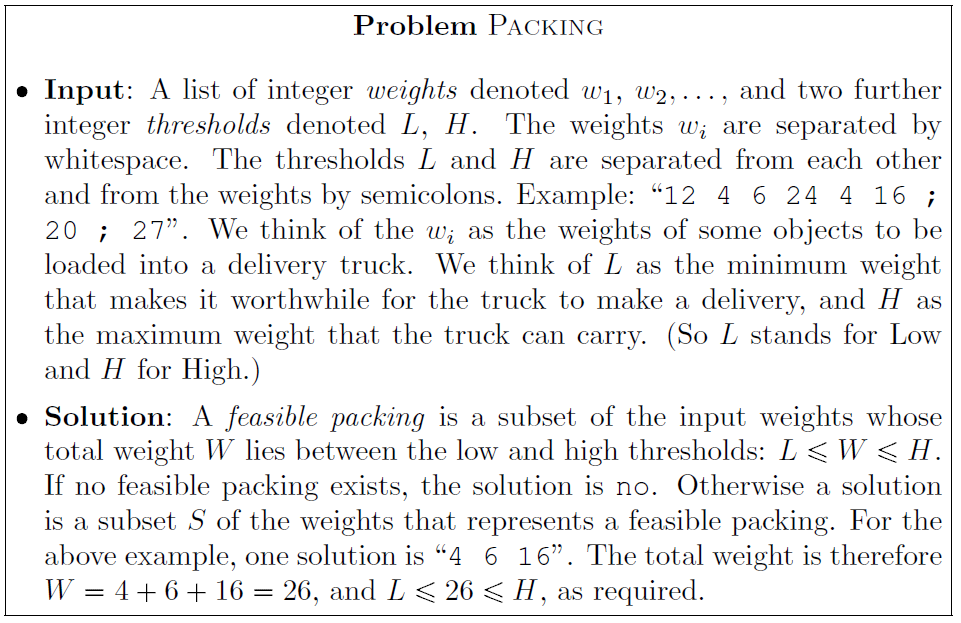 Problem PACKING
• Input: A list of integer weights denoted w₁, w₂,..., and two further
integer thresholds denoted L, H. The weights wᵢ are separated by
whitespace. The thresholds L and H are separated from each other
and from the weights by semicolons. Example: “12 4 6 24 4 16 ;
20 ; 27”. We think of the wᵢ as the weights of some objects to be
loaded into a delivery truck. We think of L as the minimum weight
that makes it worthwhile for the truck to make a delivery, and H as
the maximum weight that the truck can carry. (So L stands for Low
and H for High.)
• Solution: A feasible packing is a subset of the input weights whose
total weight W lies between the low and high thresholds: L ⩽ W ⩽ H.
If no feasible packing exists, the solution is no. Otherwise a solution
is a subset S of the weights that represents a feasible packing. For the
above example, one solution is “4 6 16”. The total weight is therefore
W = 4 + 6 + 16 = 26, and L ⩽ 26 ⩽ H, as required.